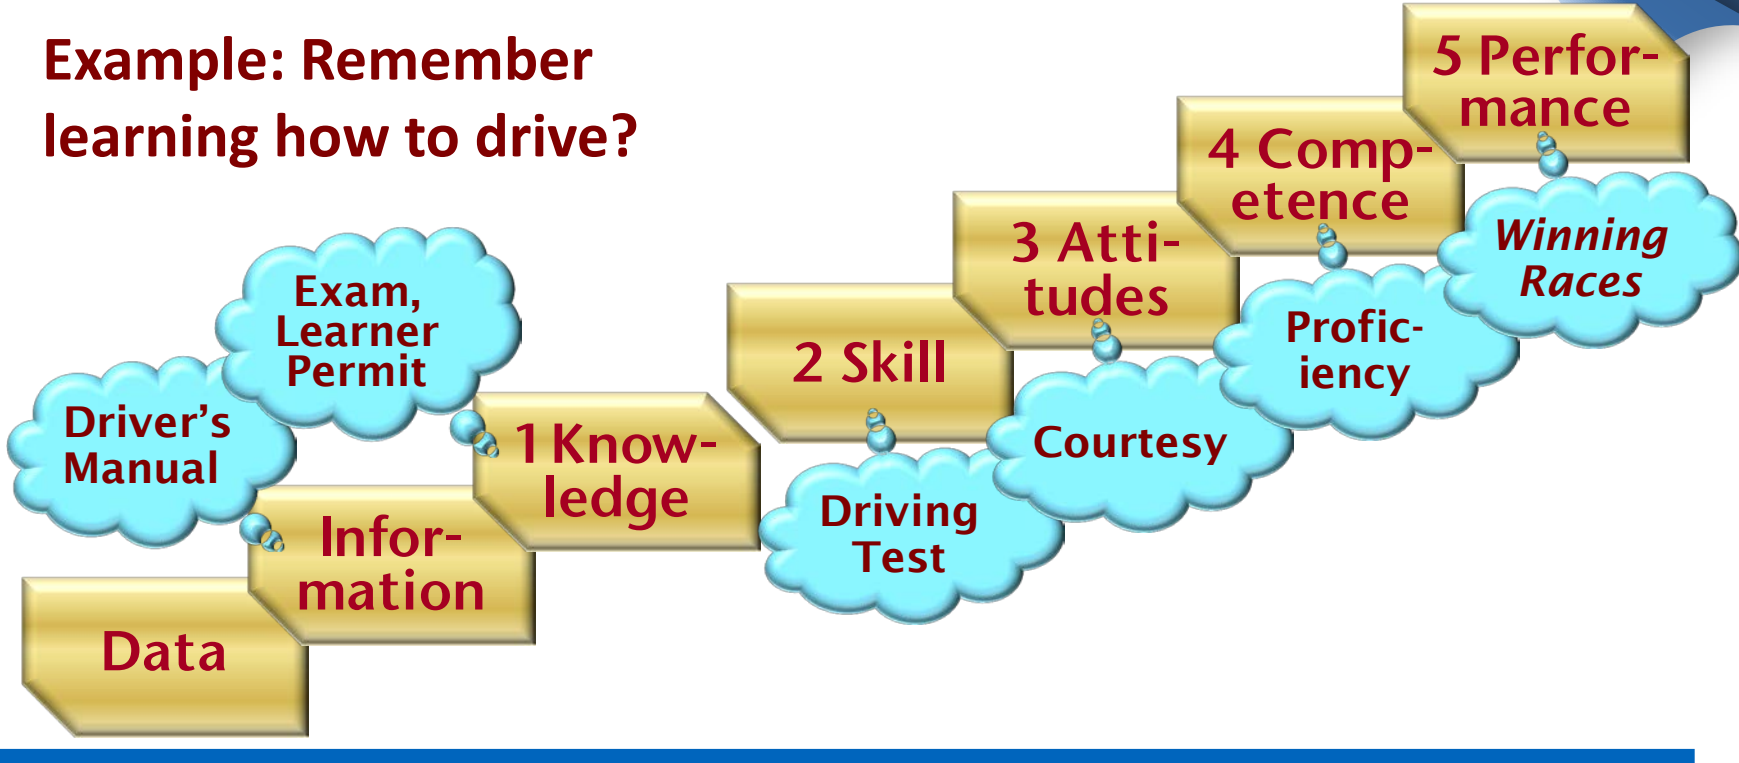 Example: Remember
learning how to drive?
Data
Driver's
Manual
Infor-
mation
Exam,
Learner
Permit
1 Know-
ledge
2 Skill
Driving
Test
3 Atti-
tudes
Courtesy
4 Comp-
etence
Profic-
iency
5 Perfor-
mance
Winning
Races